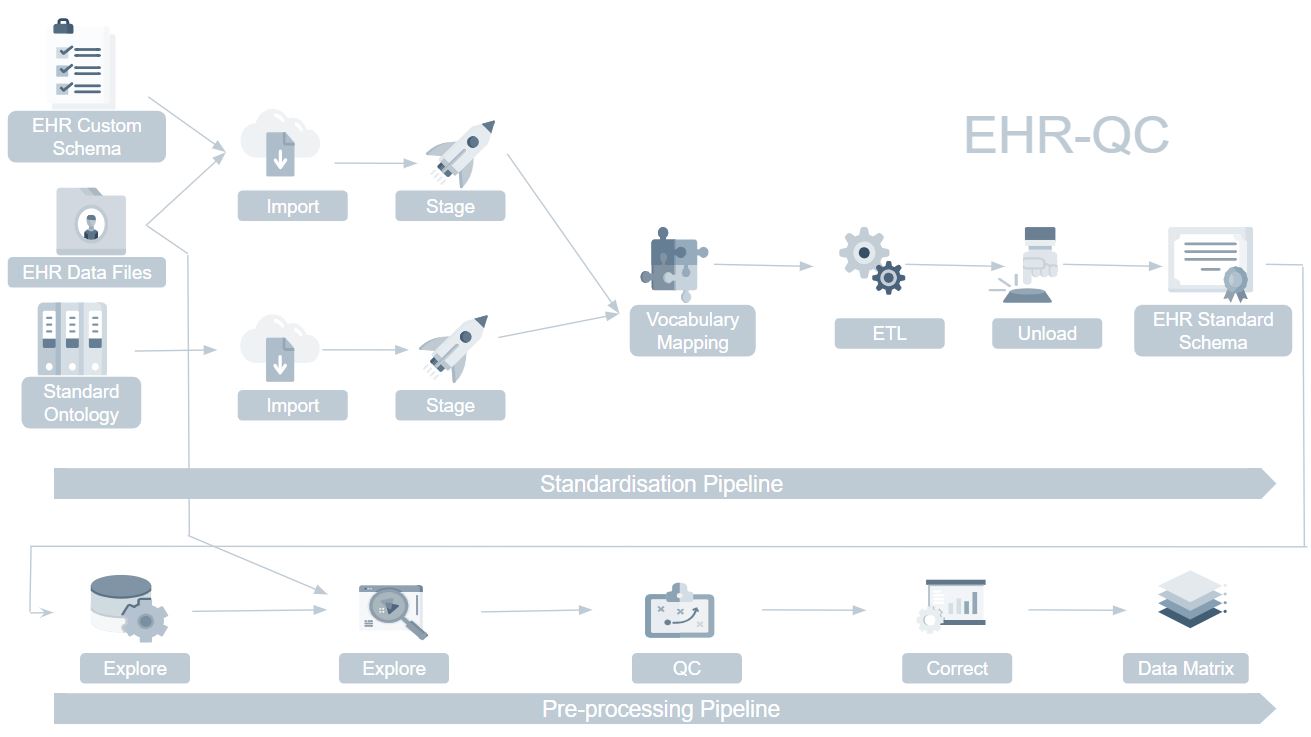 EHR Custom
Schema
EHR-QC
Import
Stage
EHR Data Files
Vocabulary
Mapping
ETL
Unload
EHR Standard
Schema
Standard
Ontology
Import
Stage
Standardisation Pipeline
Explore
Explore
QC
Correct
Data Matrix
Pre-processing Pipeline